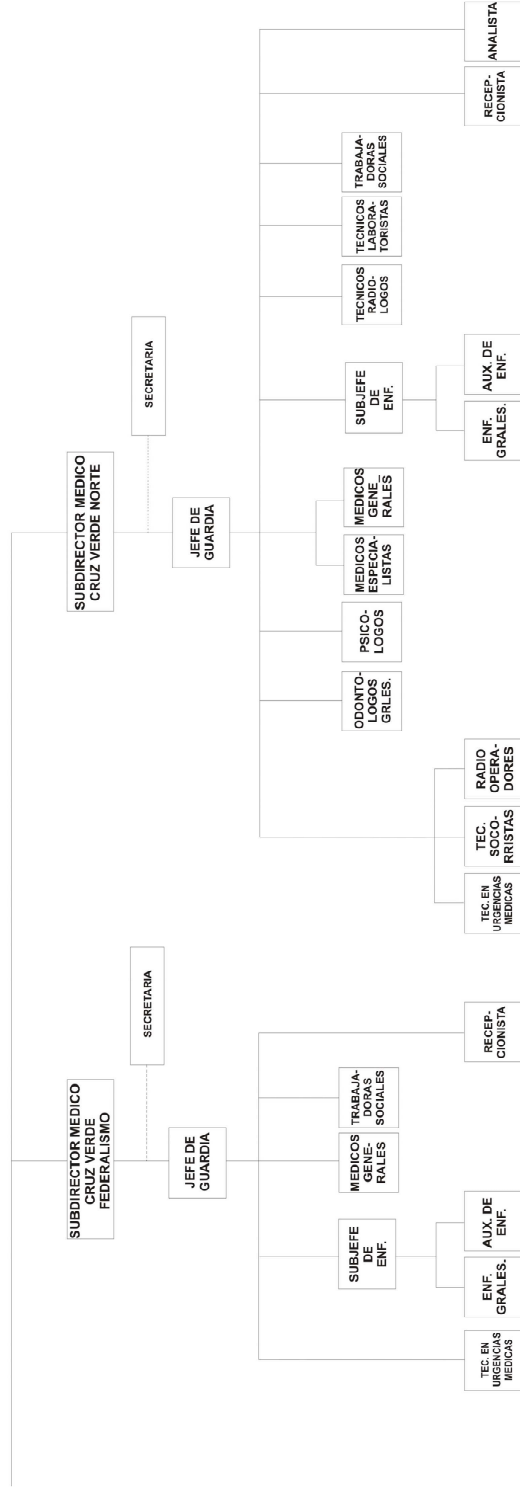 SUBDIRECTOR MEDICO
CRUZ VERDE
FEDERALISMO
SECRETARIA
JEFE DE
GUARDIA
TEC. EN
URGENCIAS
MEDICAS
SUBJEFE
DE
ENF.
ENF.
GRALES.
AUX. DE
ENF.
MEDICOS
GENE-
RALES
TRABAJA-
DORAS
SOCIALES
RECEP-
CIONISTA
SUBDIRECTOR MEDICO
CRUZ VERDE NORTE
SECRETARIA
JEFE DE
GUARDIA
TEC. EN
URGENCIAS
MEDICAS
TEC.
SOCO-
RRISTAS
RADIO
OPERA-
DORES
ODONTO-
LOGOS
GRLES.
PSICO-
LOGOS
MEDICOS
ESPECIA-
LISTAS
MEDICOS
GENE_
RALES
SUBJEFE
DE
ENF.
ENF.
GRALES.
AUX. DE
ENF.
TECNICOS
RADIO-
LOGOS
TECNICOS
LABORA-
TORISTAS
TRABAJA-
DORAS
SOCIALES
RECEP-
CIONISTA
ANALISTA